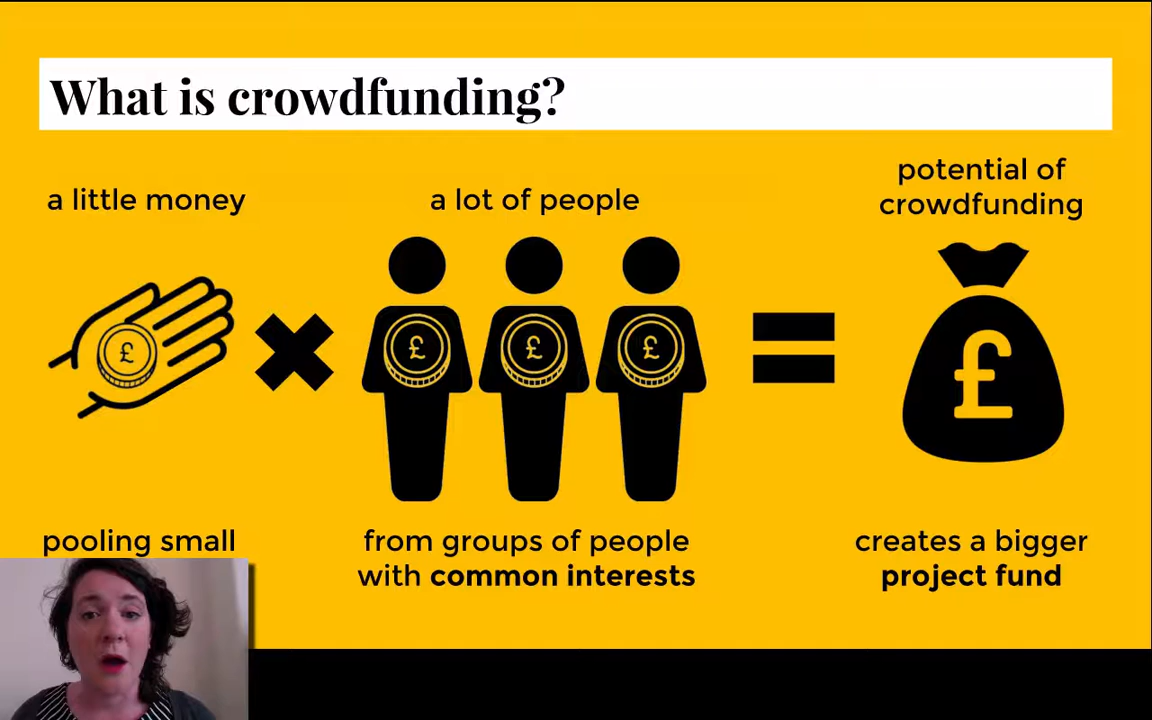 What is crowdfunding?
a little money
a lot of people
potential of
crowdfunding
£
£
£
£
£
pooling small
from groups of people
with common interests
creates a bigger
project fund